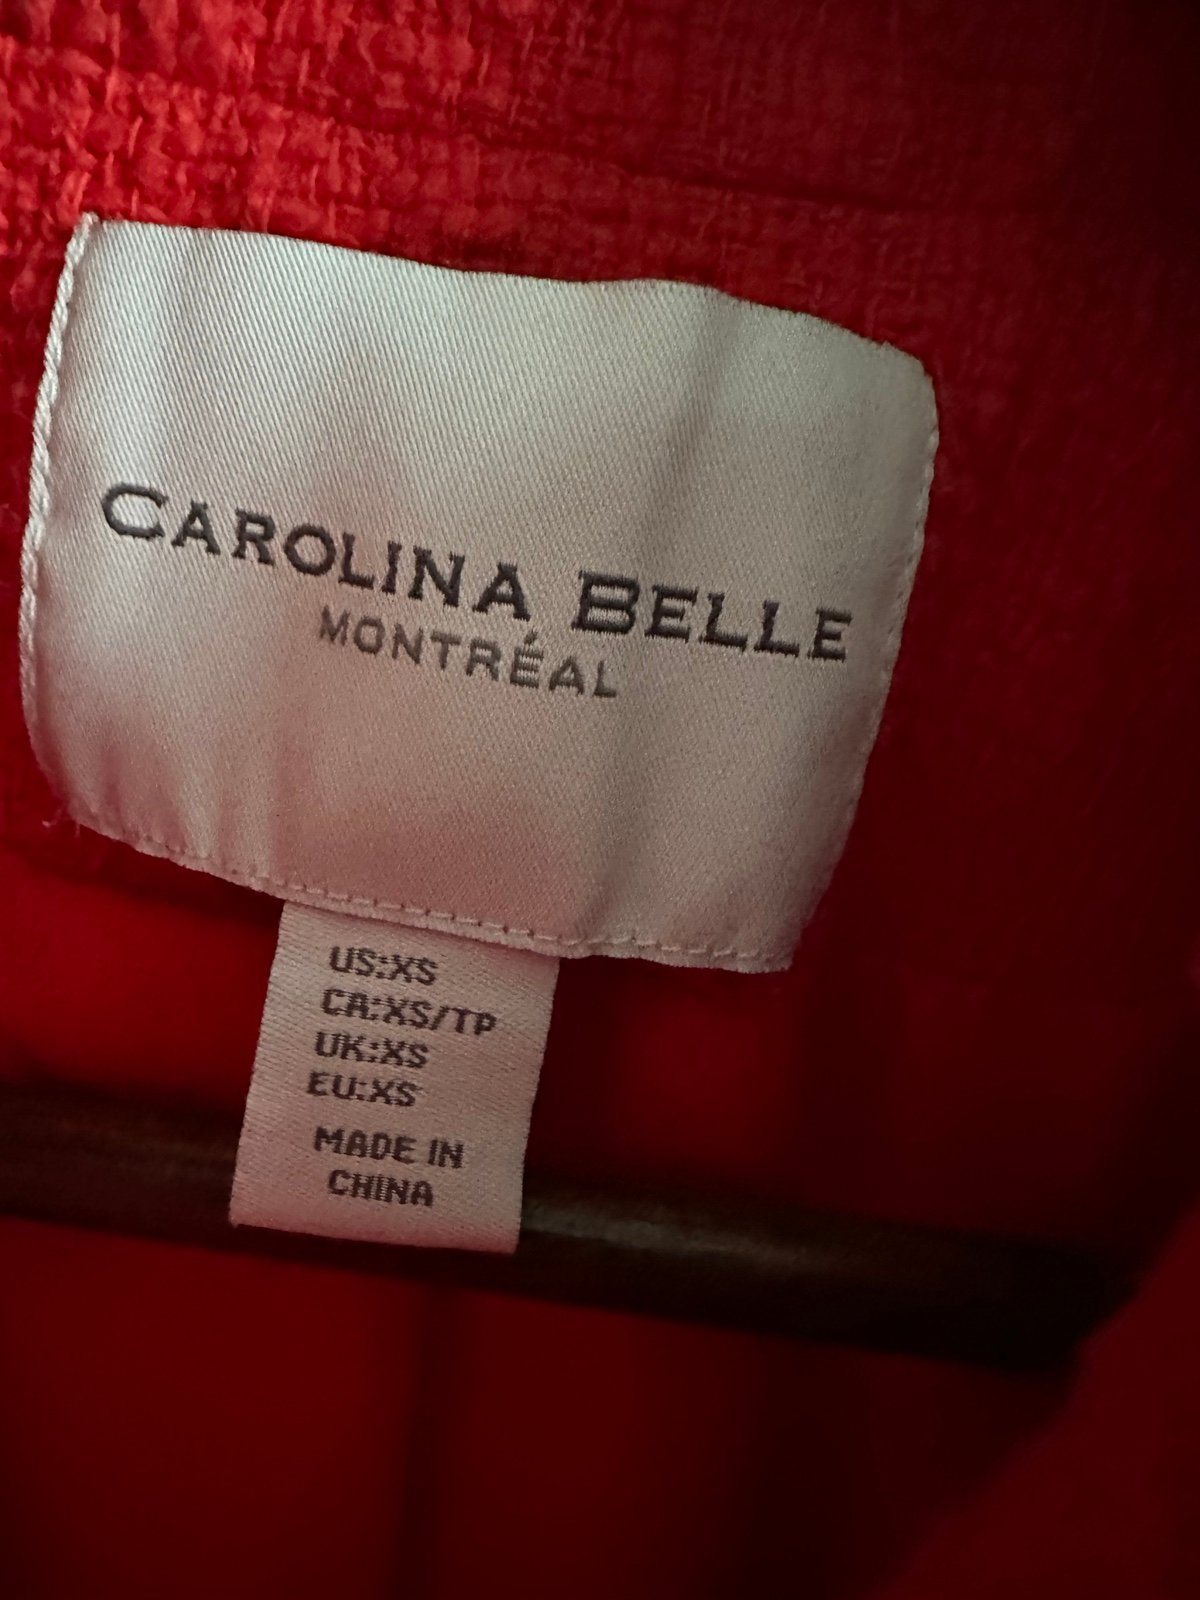 CAROLINA BELLE
MONTRÉAL
US:XS
CA:XS/TP
UK:XS
EU:XS
MADE IN
CHINA